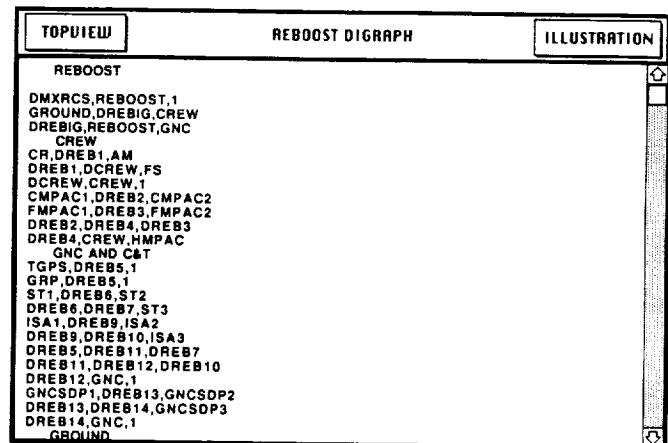 TOPVIEW
REBOOST DIGRAPH
ILLUSTRATION
REBOOST
DMXRCS,REBOOST,1
GROUND,DREBIG,CREW
DREBIG,REBOOST,GNC
CREW
CR,DREB1,AM
DREB1,DCREW,FS
DCREW,CREW,1
CMPAC1,DREB2,CMPAC2
FMPAC1,DREB3,FMPAC2
DREB2,DREB4,DREB3
DREB4,CREW,HMPAC
GNC AND C&T
TGPS,DREB5,1
GRP,DREB5,1
ST1,DREB6,ST2
DREB6,DREB7,ST3
ISA1,DREB9,ISA2
DREB9,DREB10,ISA3
DREB5,DREB11,DREB7
DREB11,DREB12,DREB10
DREB12,GNC,1
GNCSDP1,DREB13,GNCSDP2
DREB13,DREB14,GNCSDP3
DREB14,GNC,1
GROUND